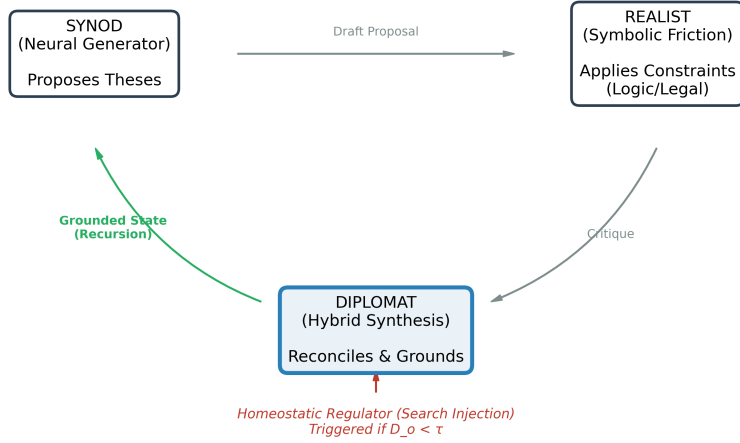 SYNOD
(Neural Generator)
Proposes Theses
Draft Proposal
REALIST
(Symbolic Friction)
Applies Constraints
(Logic/Legal)
Grounded State
(Recursion)
Critique
DIPLOMAT
(Hybrid Synthesis)
Reconciles & Grounds
Homeostatic Regulator (Search Injection)
Triggered if D_o < τ